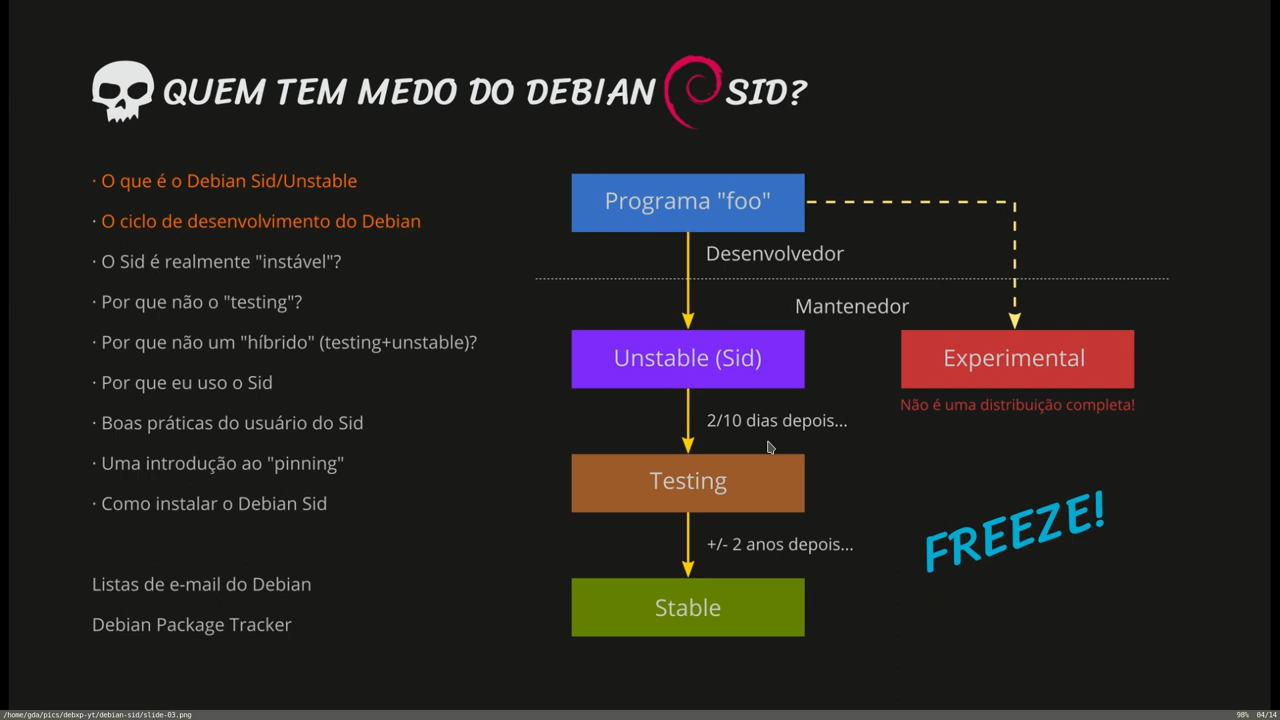 QUEM TEM MEDO DO DEBIAN SID?
· O que é o Debian Sid/Unstable
· O ciclo de desenvolvimento do Debian
· O Sid é realmente "instável"?
· Por que não o "testing"?
· Por que não um "híbrido" (testing+unstable)?
· Por que eu uso o Sid
· Boas práticas do usuário do Sid
· Uma introdução ao "pinning"
· Como instalar o Debian Sid
Listas de e-mail do Debian
Debian Package Tracker
Programa "foo"
Desenvolvedor
Mantenedor
Unstable (Sid)
Experimental
Não é uma distribuição completa!
2/10 dias depois...
Testing
+/- 2 anos depois...
FREEZE!
Stable
/home/gda/pics/debxp-yt/debian-sid/slide-03.png
98% 04/14